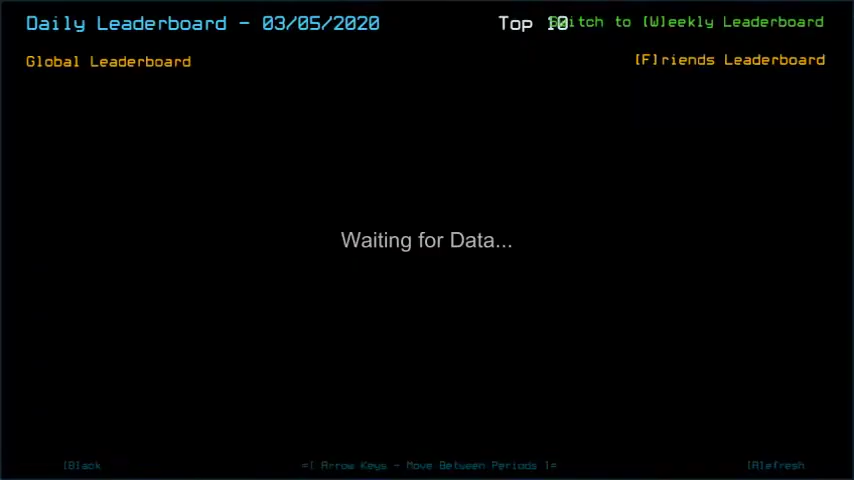 Daily Leaderboard - 03/05/2020
Top 10
Switch to [W]eekly Leaderboard
Global Leaderboard
[F]riends Leaderboard
Waiting for Data...
[B]ack
=[ Arrow Keys - Move Between Periods ]=
[R]efresh